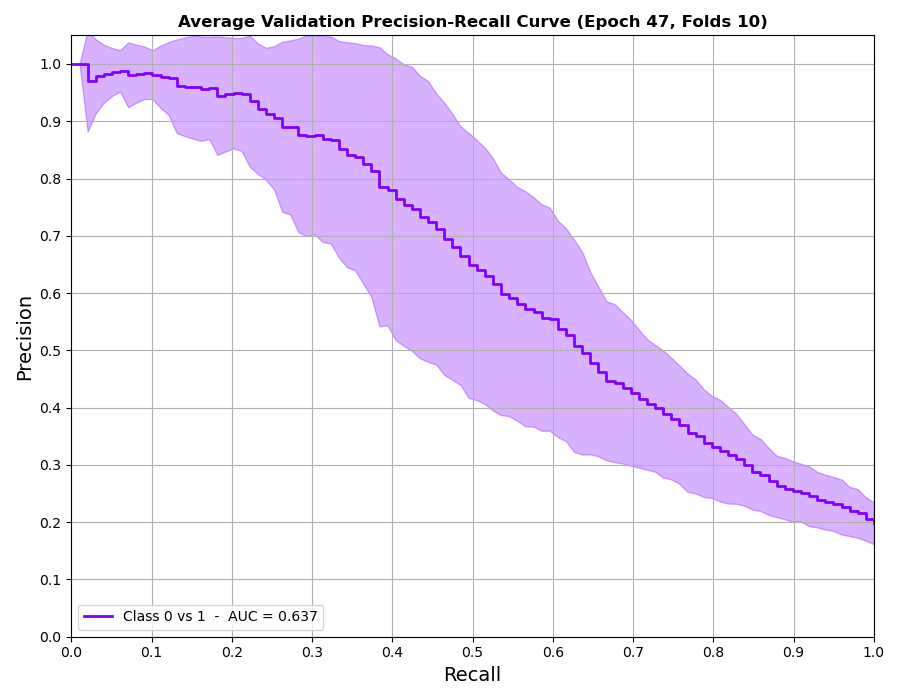 Average Validation Precision-Recall Curve (Epoch 47, Folds 10)
Precision
1.0
0.9
0.8
0.7
0.6
0.5
0.4
0.3
0.2
0.1
0.0
Class 0 vs 1 - AUC = 0.637
0.0 0.1 0.2 0.3 0.4 0.5 0.6 0.7 0.8 0.9 1.0
Recall